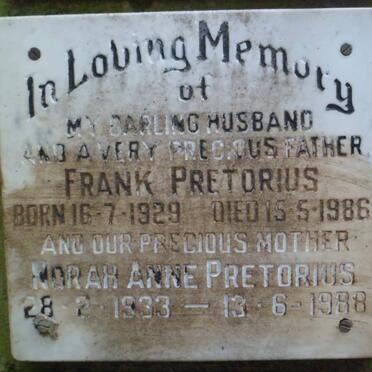 In Loving Memory
of
MY DARLING HUSBAND
AND A VERY PRECIOUS FATHER
FRANK PRETORIUS
BORN 16-7-1929 DIED 15-5-1986
AND OUR PRECIOUS MOTHER
NORAH ANNE PRETORIUS
28-2-1933 — 13-6-1988